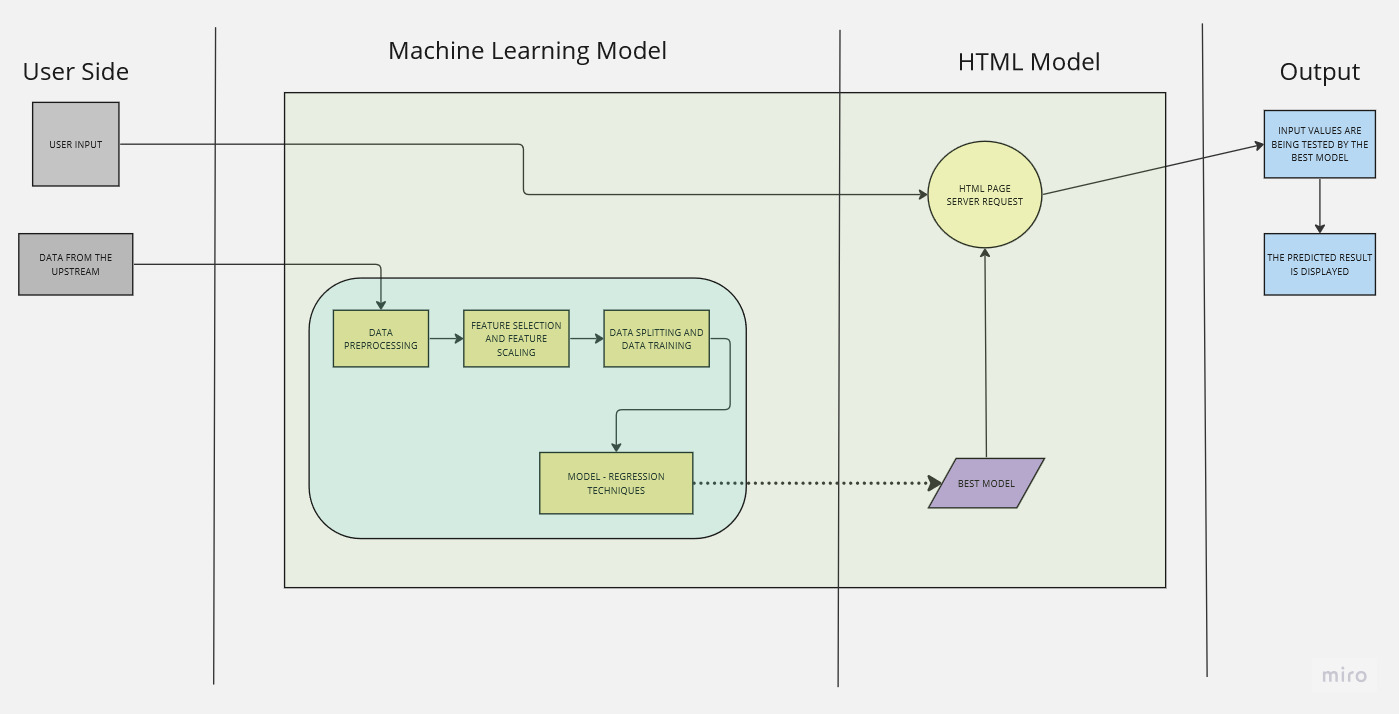 User Side
Machine Learning Model
HTML Model
Output
USER INPUT
DATA FROM THE
UPSTREAM
DATA
PREPROCESSING
FEATURE SELECTION
AND FEATURE
SCALING
DATA SPLITTING AND
DATA TRAINING
MODEL - REGRESSION
TECHNIQUES
HTML PAGE
SERVER REQUEST
BEST MODEL
INPUT VALUES ARE
BEING TESTED BY THE
BEST MODEL
THE PREDICTED RESULT
IS DISPLAYED
miro